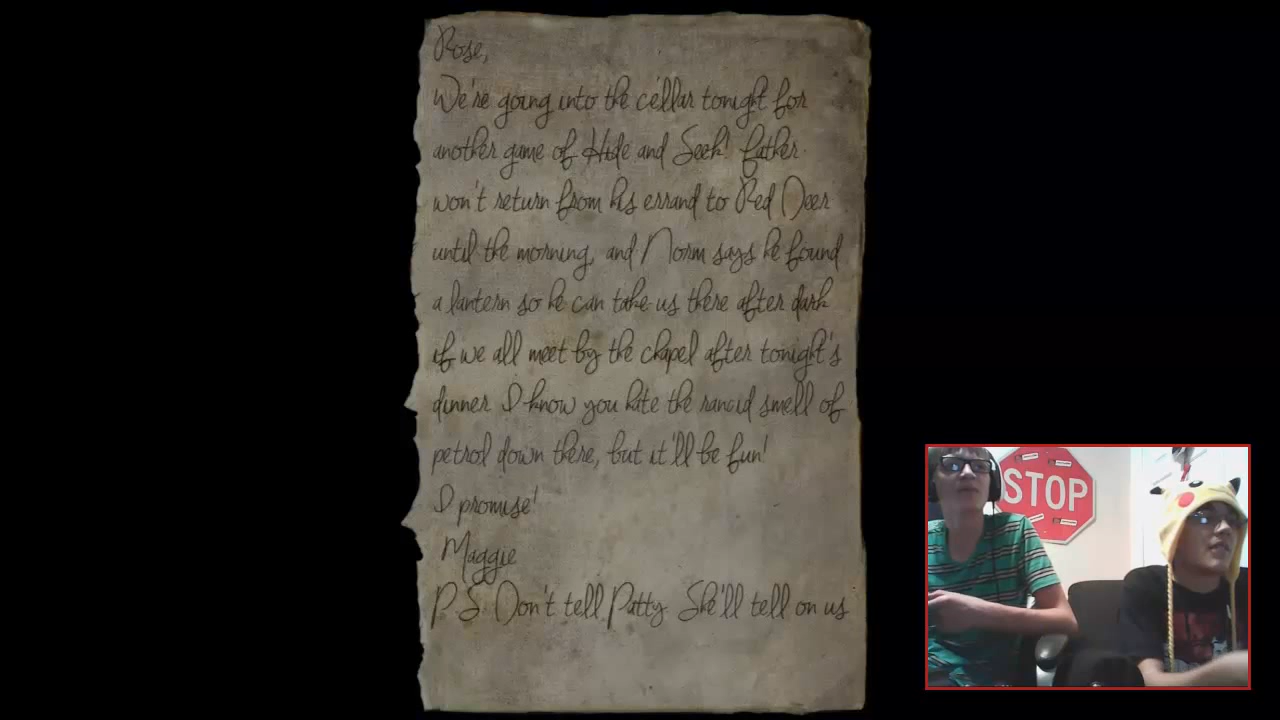 Rose,
We're going into the cellar tonight for
another game of Hide and Seek! Father
won't return from his errand to Red Deer
until the morning, and Norm says he found
a lantern so he can take us there after dark
if we all meet by the chapel after tonight's
dinner. I know you hate the rancid smell of
petrol down there, but it'll be fun!
I promise!
Maggie
P.S. Don't tell Patty. She'll tell on us
STOP